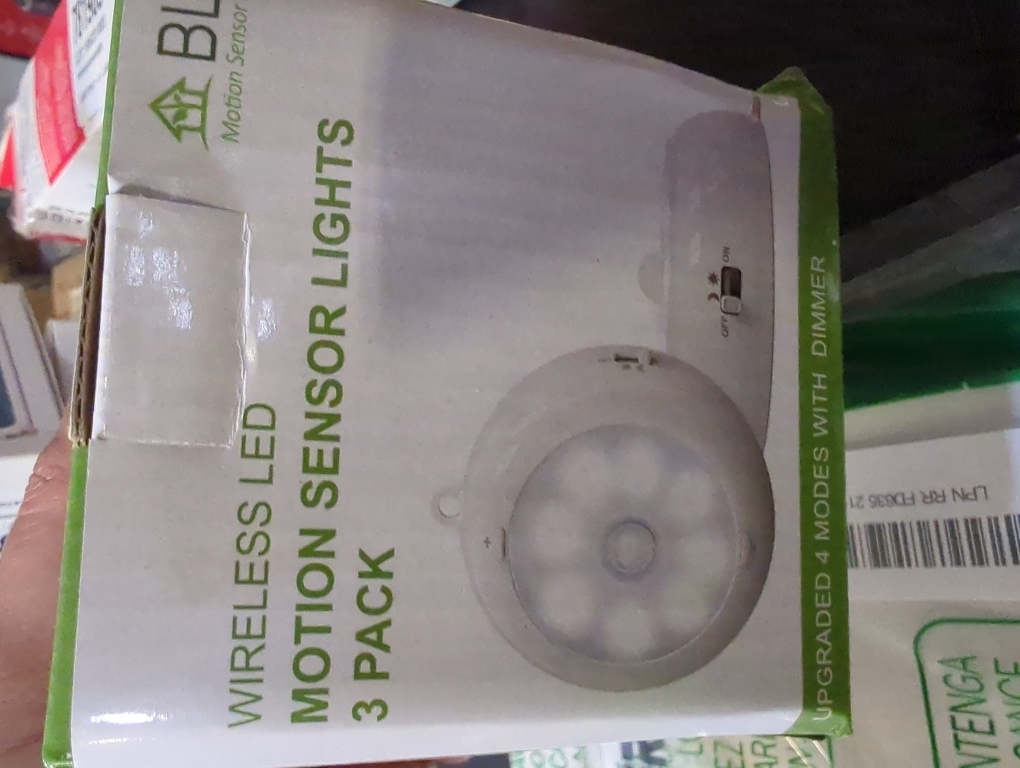 BL
Motion Sensor
WIRELESS LED
MOTION SENSOR LIGHTS
3 PACK
OFF
ON
+
UPGRADED 4 MODES WITH DIMMER
LPN RR FD636 21
NTENGA